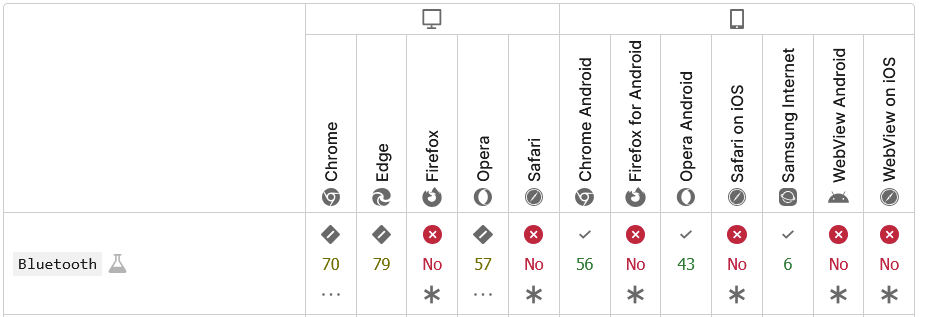 Chrome
Edge
Firefox
Opera
Safari
Chrome Android
Firefox for Android
Opera Android
Safari on iOS
Samsung Internet
WebView Android
WebView on iOS
Bluetooth
70 79 No 57 No 56 No 43 No 6 No No
… * … * * * * *